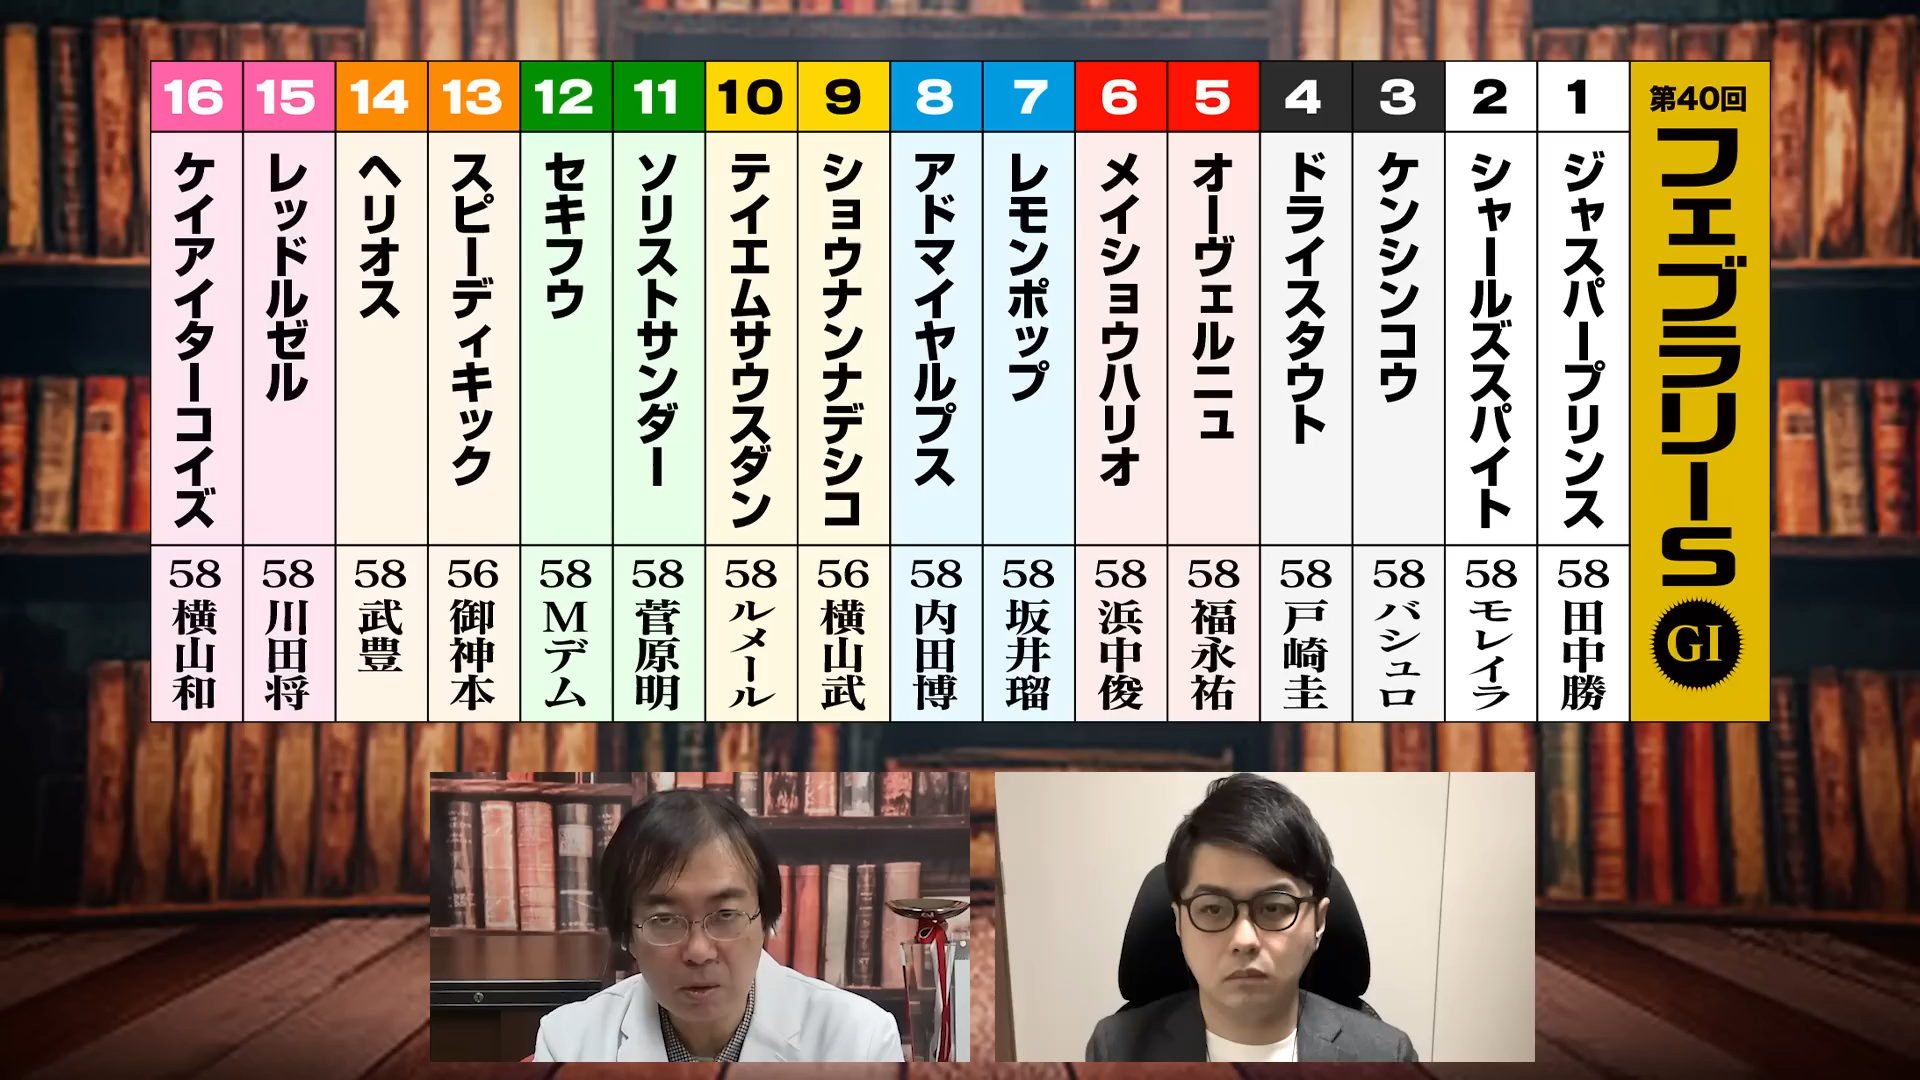 第40回
フェブラリーS
GI
1
ジャスパープリンス
58
田中勝
2
シャールズスパイト
58
モレイラ
3
ケンシンコウ
58
バシュロ
4
ドライスタウト
58
戸崎圭
5
オーヴェルニュ
58
福永祐
6
メイショウハリオ
58
浜中俊
7
レモンポップ
58
坂井瑠
8
アドマイヤルプス
58
内田博
9
ショウナンナデシコ
56
横山武
10
テイエムサウスダン
58
ルメール
11
ソリストサンダー
58
菅原明
12
セキフウ
58
Mデム
13
スピーディキック
56
御神本
14
ヘリオス
58
武豊
15
レッドルゼル
58
川田将
16
ケイアイターコイズ
58
横山和